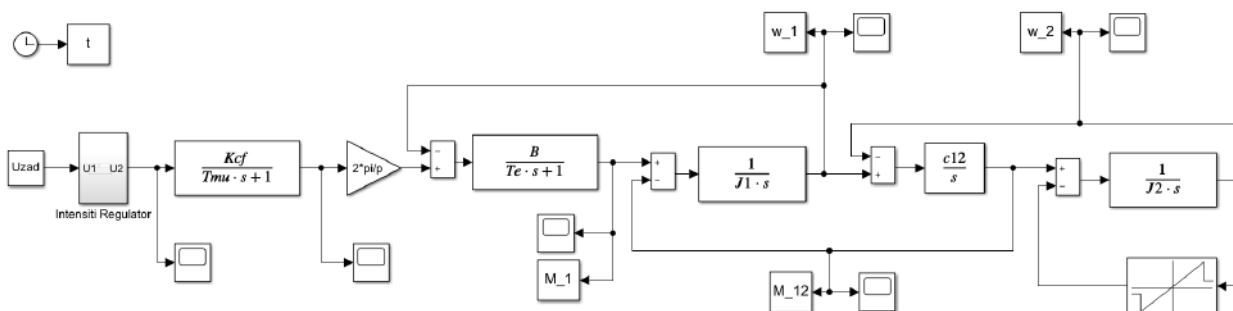 t
w_1
w_2
Uzad
U1 U2
Intensiti Regulator
Kcf
Tmu · s + 1
2*pi/p
−
+
B
Te · s + 1
+
−
1
J1 · s
−
+
c12
s
+
−
1
J2 · s
M_1
M_12